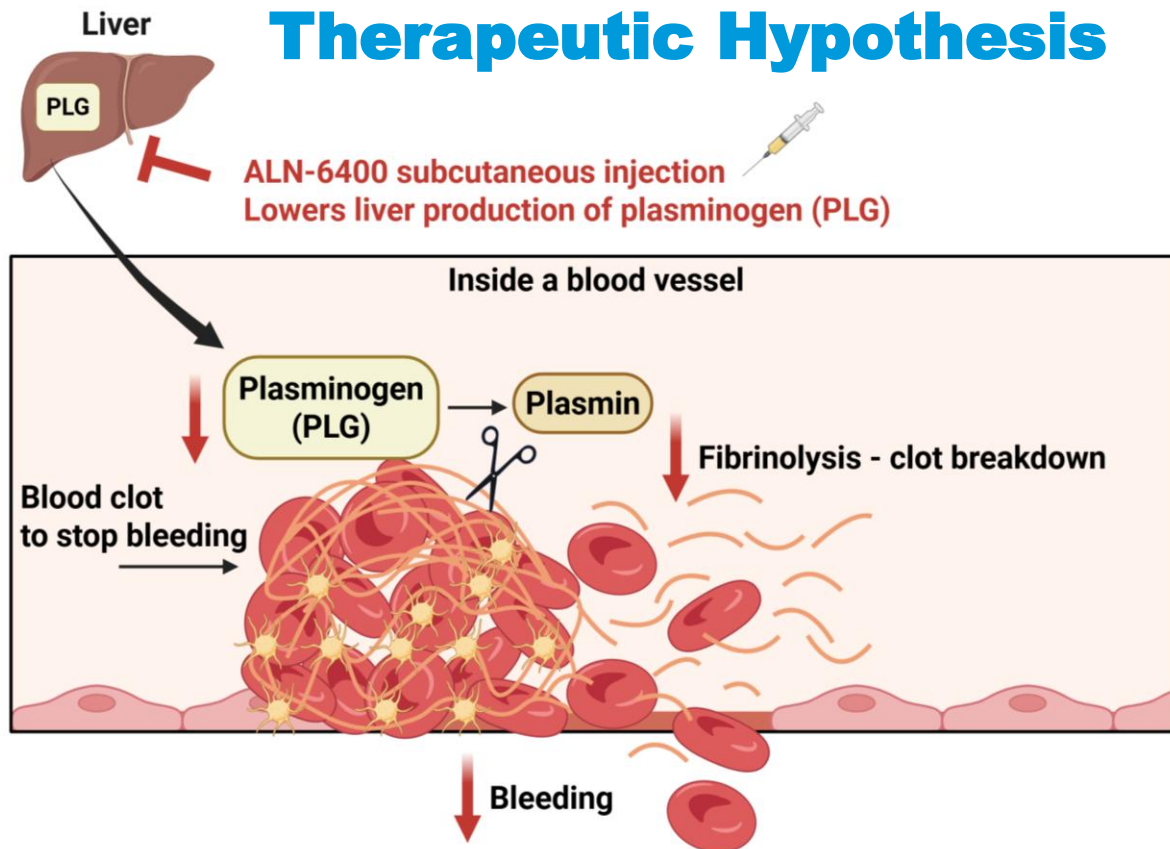 Liver
Therapeutic Hypothesis
PLG
ALN-6400 subcutaneous injection
Lowers liver production of plasminogen (PLG)
Inside a blood vessel
Plasminogen
(PLG)
Plasmin
Fibrinolysis - clot breakdown
Blood clot
to stop bleeding
Bleeding